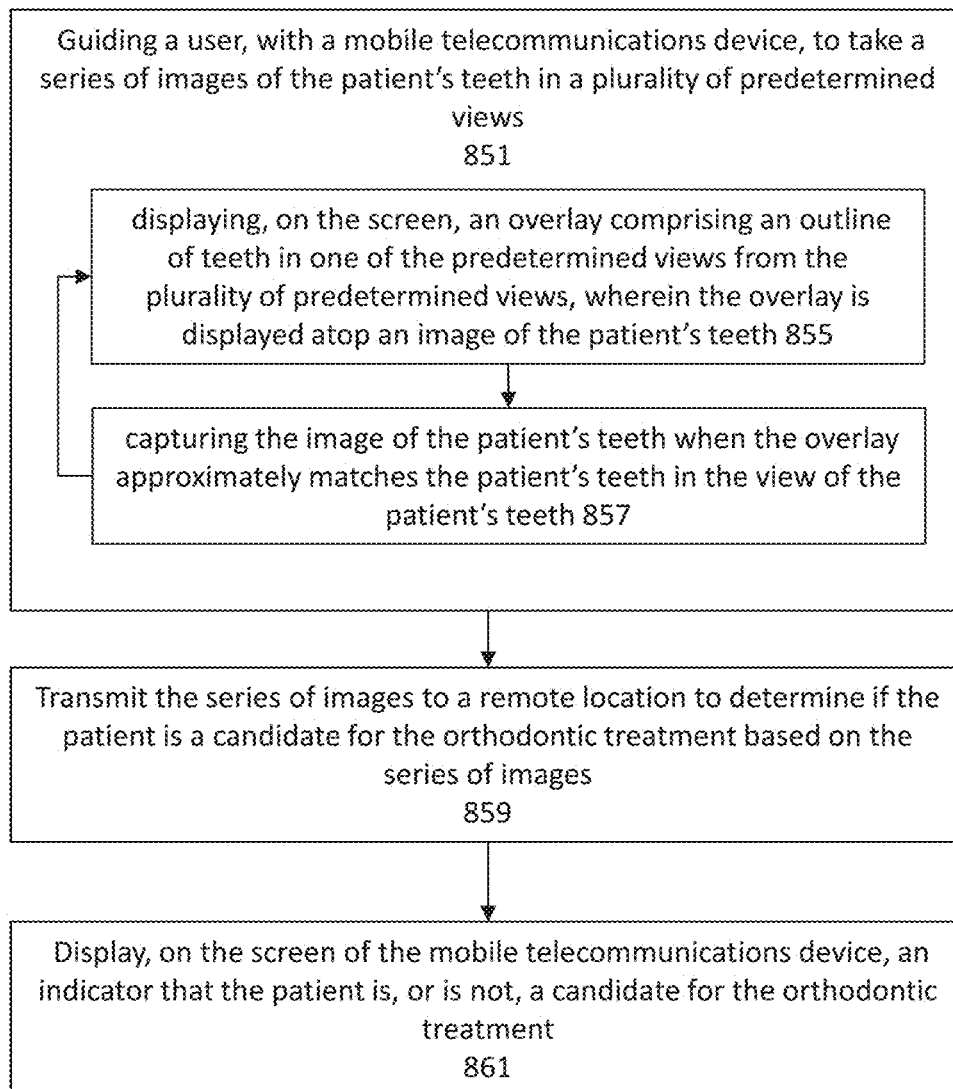 Guiding a user, with a mobile telecommunications device, to take a
series of images of the patient's teeth in a plurality of predetermined
views
851
displaying, on the screen, an overlay comprising an outline
of teeth in one of the predetermined views from the
plurality of predetermined views, wherein the overlay is
displayed atop an image of the patient's teeth 855
capturing the image of the patient's teeth when the overlay
approximately matches the patient's teeth in the view of the
patient's teeth 857
Transmit the series of images to a remote location to determine if the
patient is a candidate for the orthodontic treatment based on the
series of images
859
Display, on the screen of the mobile telecommunications device, an
indicator that the patient is, or is not, a candidate for the orthodontic
treatment
861